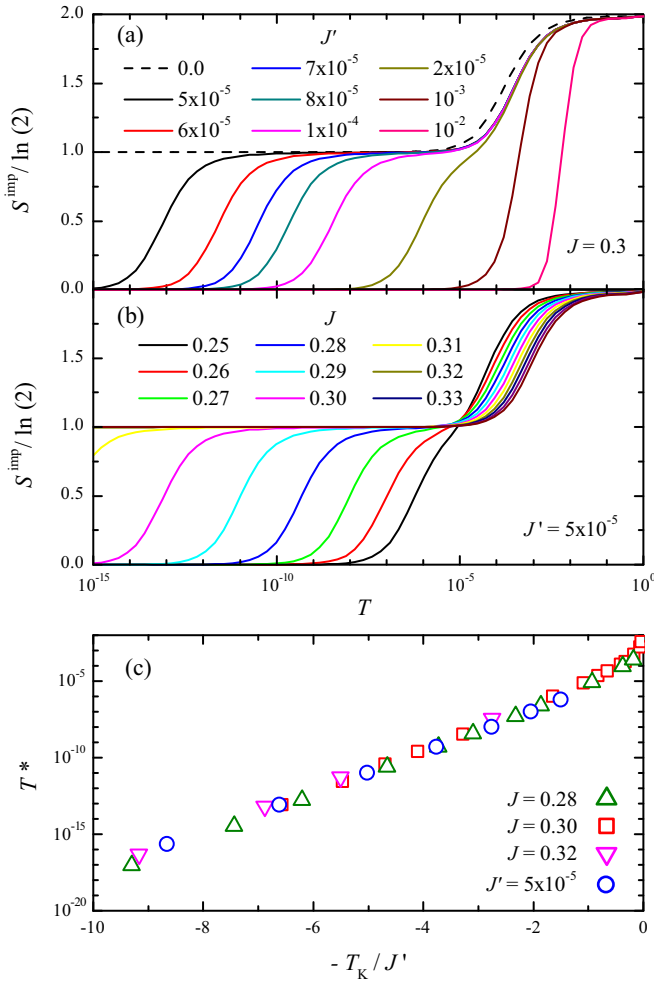 (a)
J'
0.0 7x10^-5 2x10^-5
5x10^-5 8x10^-5 10^-3
6x10^-5 1x10^-4 10^-2
J = 0.3
2.0
1.5
1.0
0.5
0.0
S^imp/ ln (2)
(b)
J
0.25 0.28 0.31
0.26 0.29 0.32
0.27 0.30 0.33
J' = 5x10^-5
1.5
1.0
0.5
0.0
S^imp/ ln (2)
10^-15 10^-10 10^-5 10^0
T
(c)
10^-5
10^-10
10^-15
10^-20
T*
J = 0.28
J = 0.30
J = 0.32
J' = 5x10^-5
-10 -8 -6 -4 -2 0
- T_K / J'